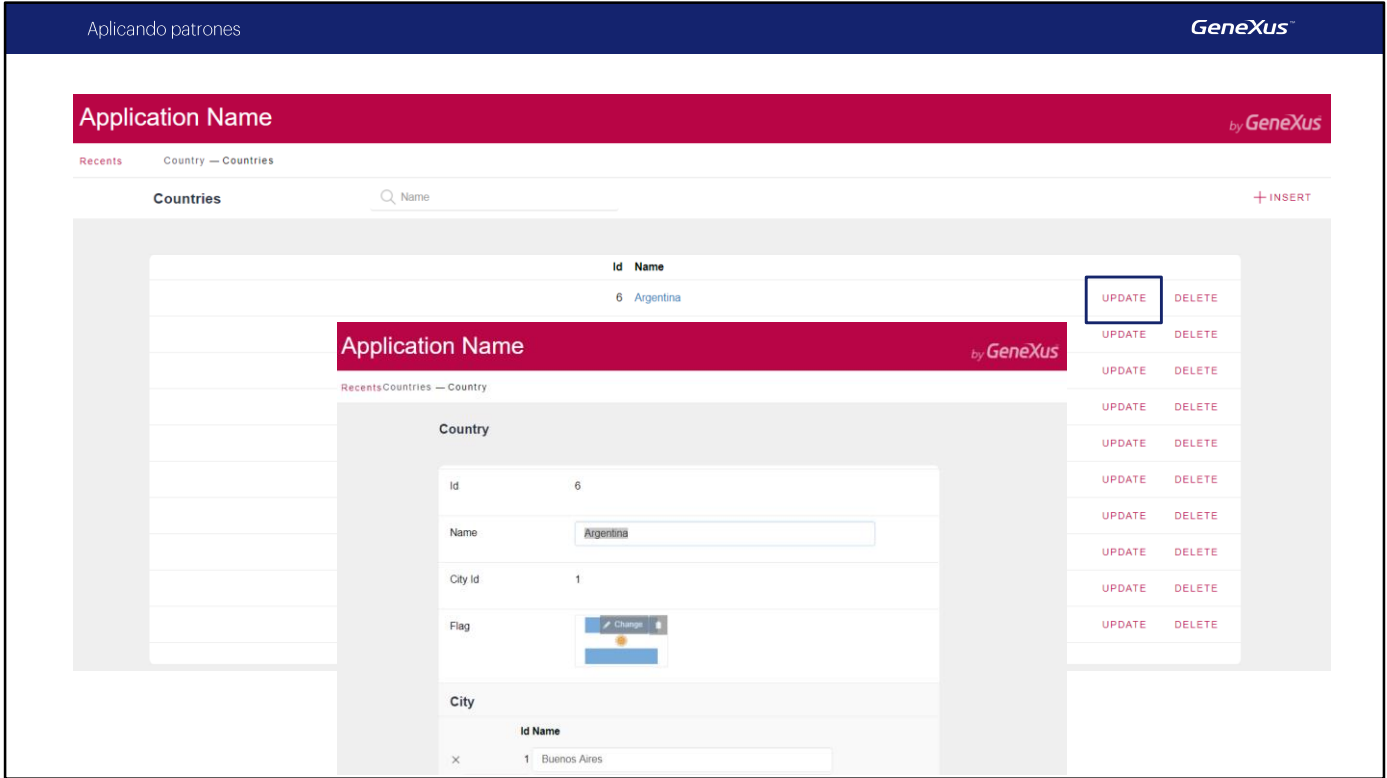 Aplicando patrones
GeneXus™
Application Name
by GeneXus
Recents Country — Countries
Countries
Name
+ INSERT
Id Name
6 Argentina UPDATE DELETE
UPDATE DELETE
UPDATE DELETE
UPDATE DELETE
UPDATE DELETE
UPDATE DELETE
UPDATE DELETE
UPDATE DELETE
UPDATE DELETE
UPDATE DELETE
Application Name
by GeneXus
RecentsCountries — Country
Country
Id 6
Name Argentina
City Id 1
Flag Change
City
Id Name
× 1 Buenos Aires